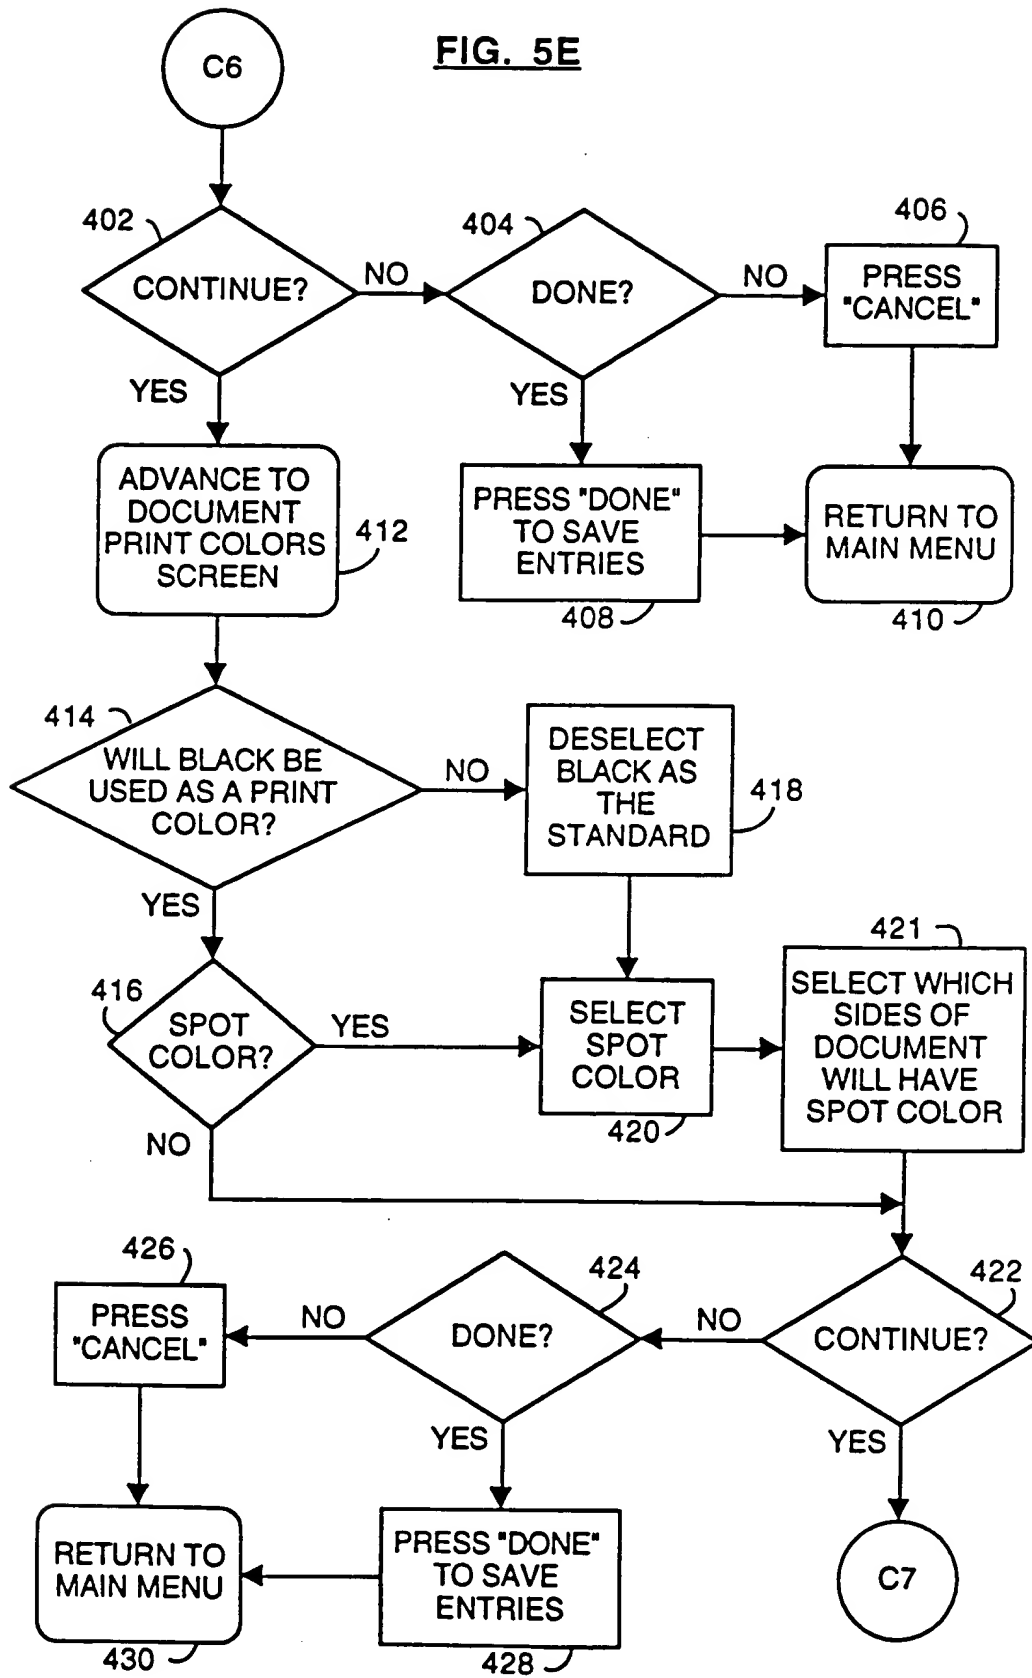 FIG. 5E
C6
402
CONTINUE?
NO
YES
404
DONE?
NO
YES
406
PRESS
"CANCEL"
ADVANCE TO
DOCUMENT
PRINT COLORS
SCREEN
412
PRESS "DONE"
TO SAVE
ENTRIES
408
RETURN TO
MAIN MENU
410
414
WILL BLACK BE
USED AS A PRINT
COLOR?
NO
YES
DESELECT
BLACK AS
THE
STANDARD
418
416
SPOT
COLOR?
YES
NO
SELECT
SPOT
COLOR
420
421
SELECT WHICH
SIDES OF
DOCUMENT
WILL HAVE
SPOT COLOR
422
CONTINUE?
NO
YES
424
DONE?
NO
YES
426
PRESS
"CANCEL"
RETURN TO
MAIN MENU
430
PRESS "DONE"
TO SAVE
ENTRIES
428
C7